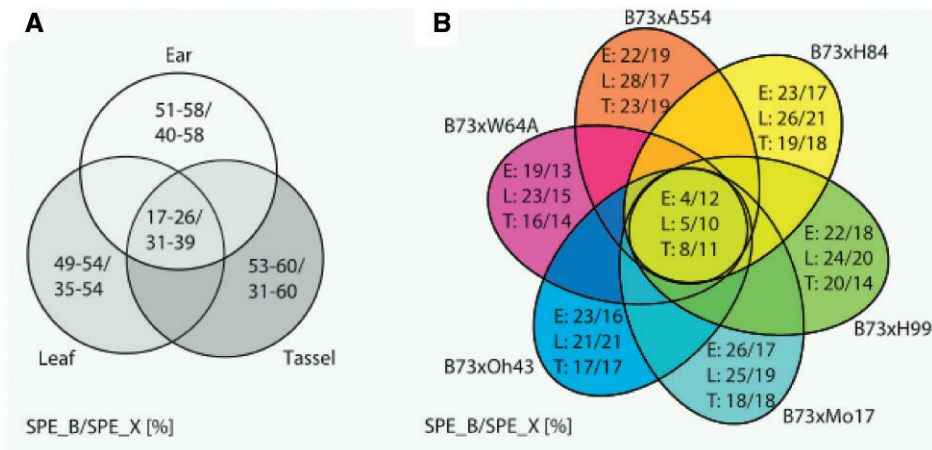 A
Ear
51-58/
40-58
17-26/
31-39
49-54/
35-54
53-60/
31-60
Leaf
Tassel
SPE_B/SPE_X [%]
B
B73xA554
E: 22/19
L: 28/17
T: 23/19
B73xH84
E: 23/17
L: 26/21
T: 19/18
B73xW64A
E: 19/13
L: 23/15
T: 16/14
E: 4/12
L: 5/10
T: 8/11
E: 22/18
L: 24/20
T: 20/14
B73xH99
E: 23/16
L: 21/21
T: 17/17
B73xOh43
E: 26/17
L: 25/19
T: 18/18
B73xMo17
SPE_B/SPE_X [%]